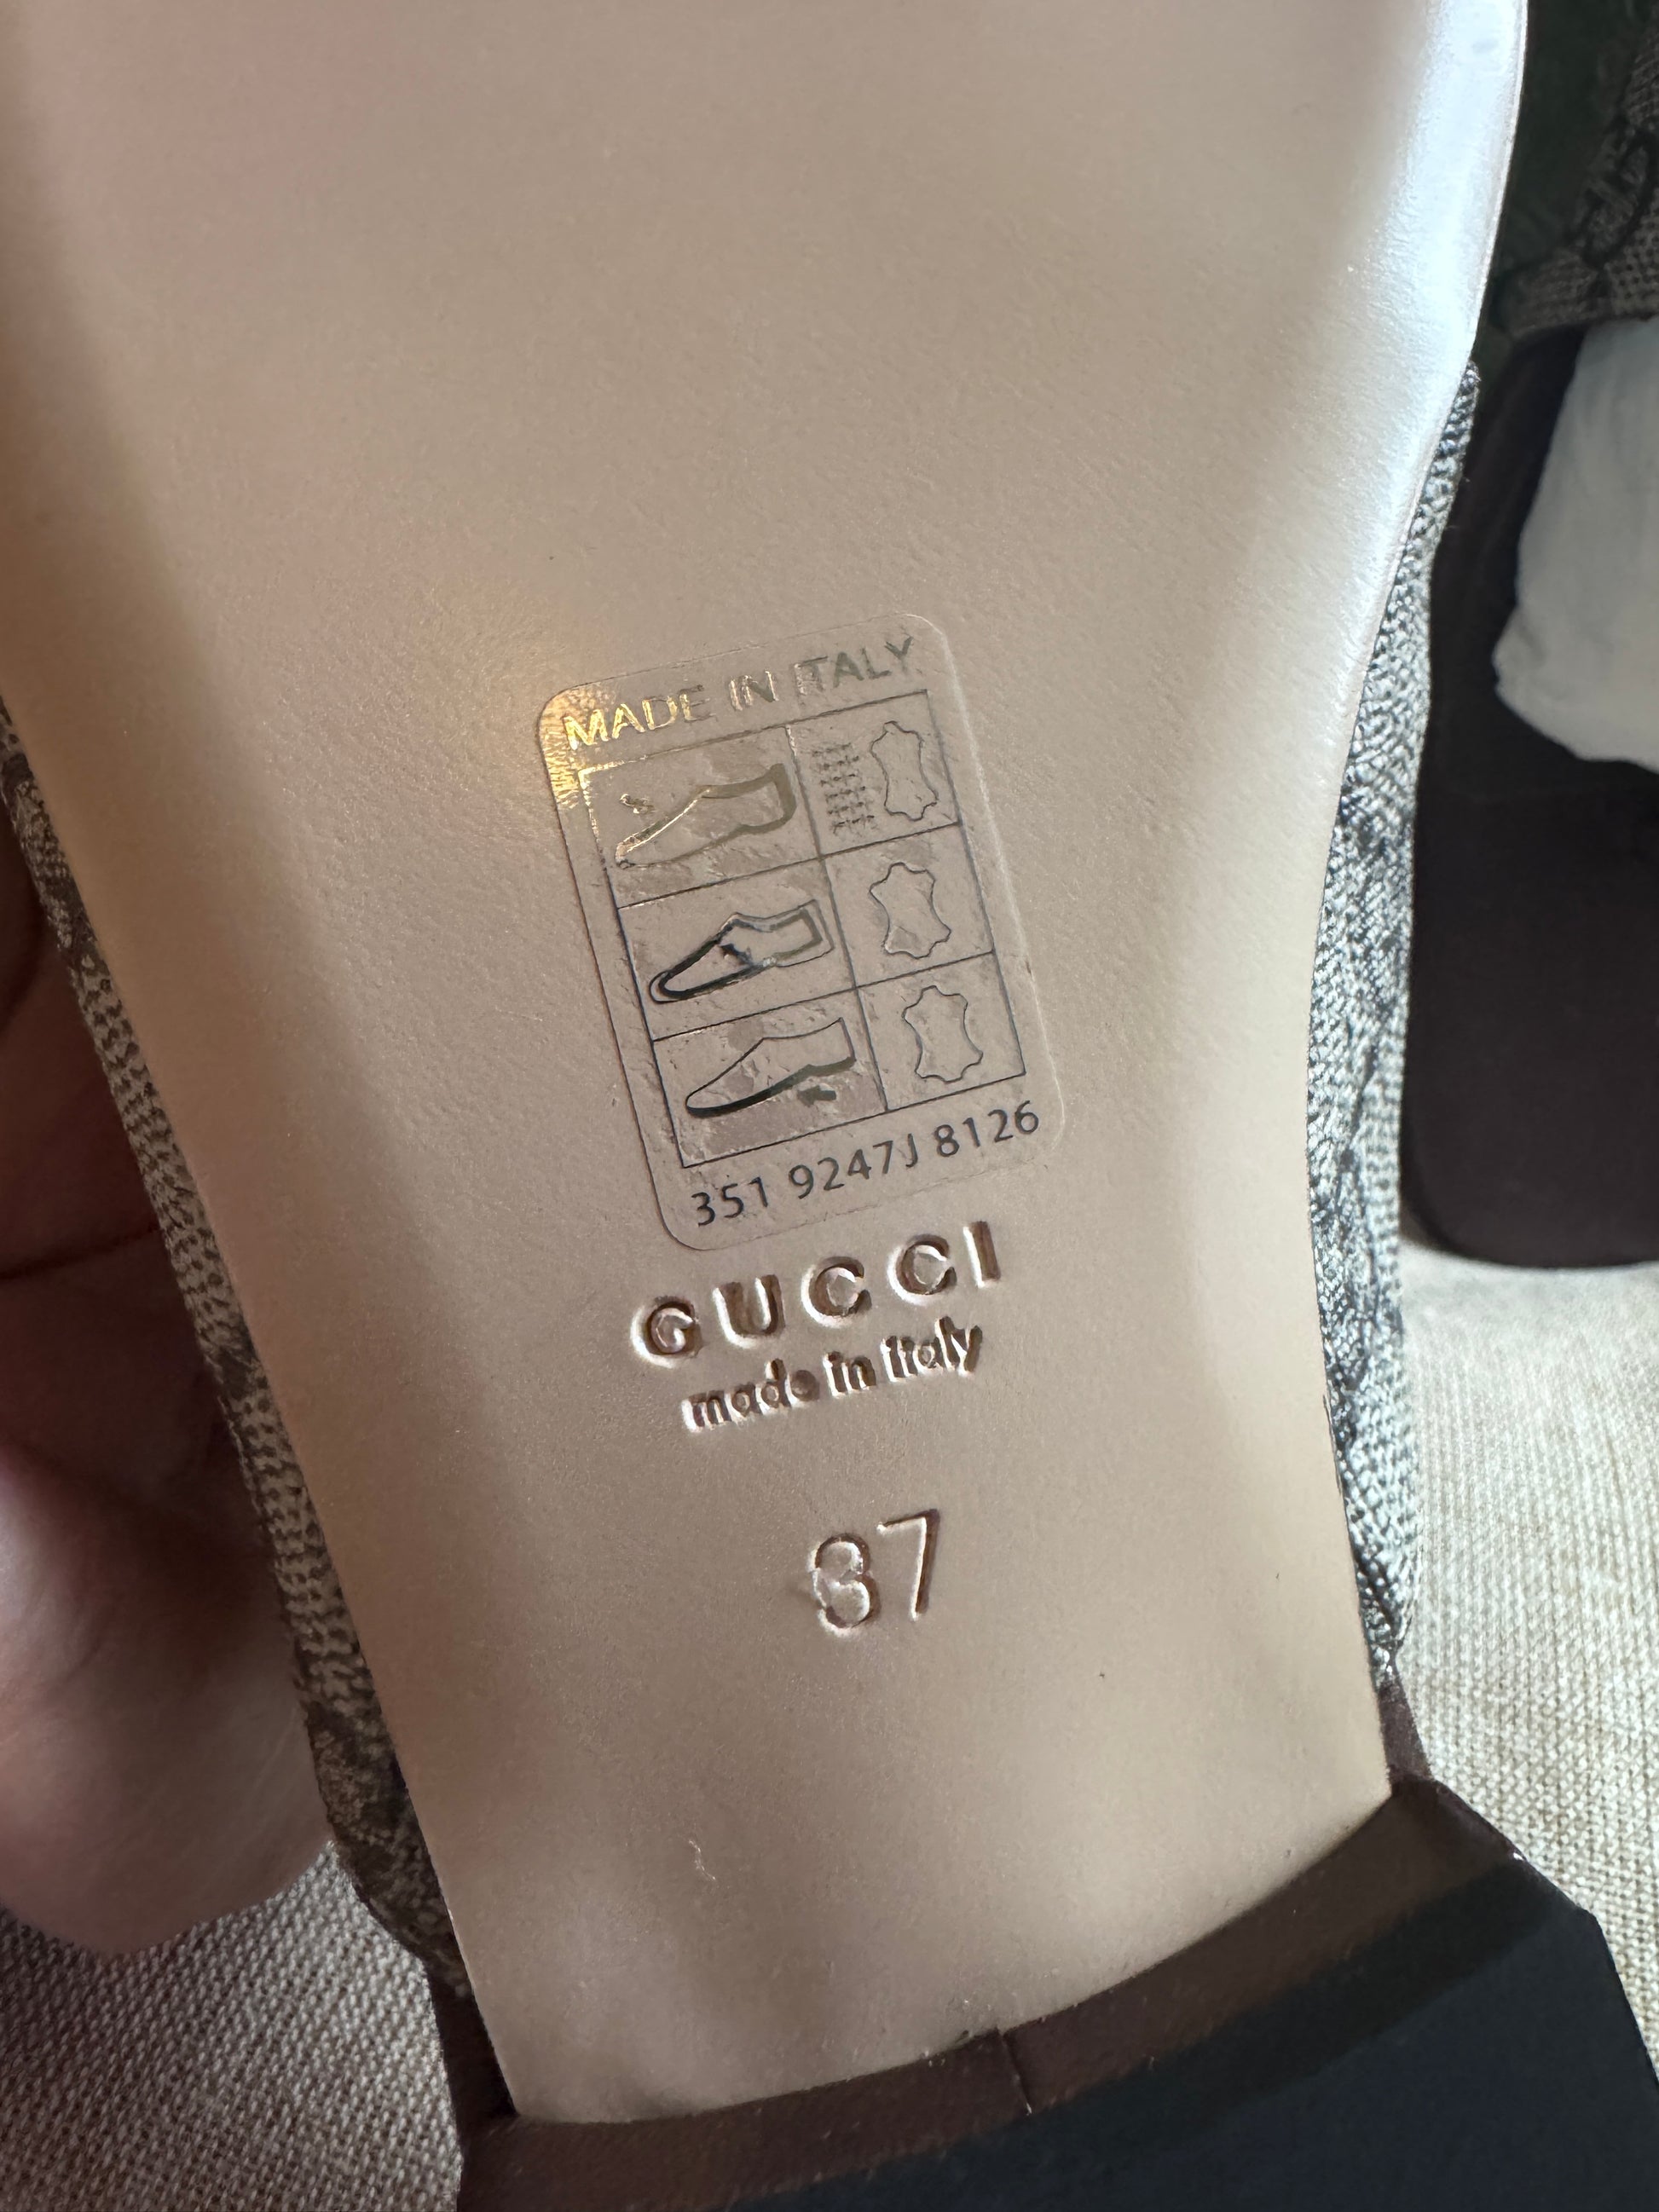 MADE IN ITALY
351 9247J 8126
GUCCI
made in italy
37